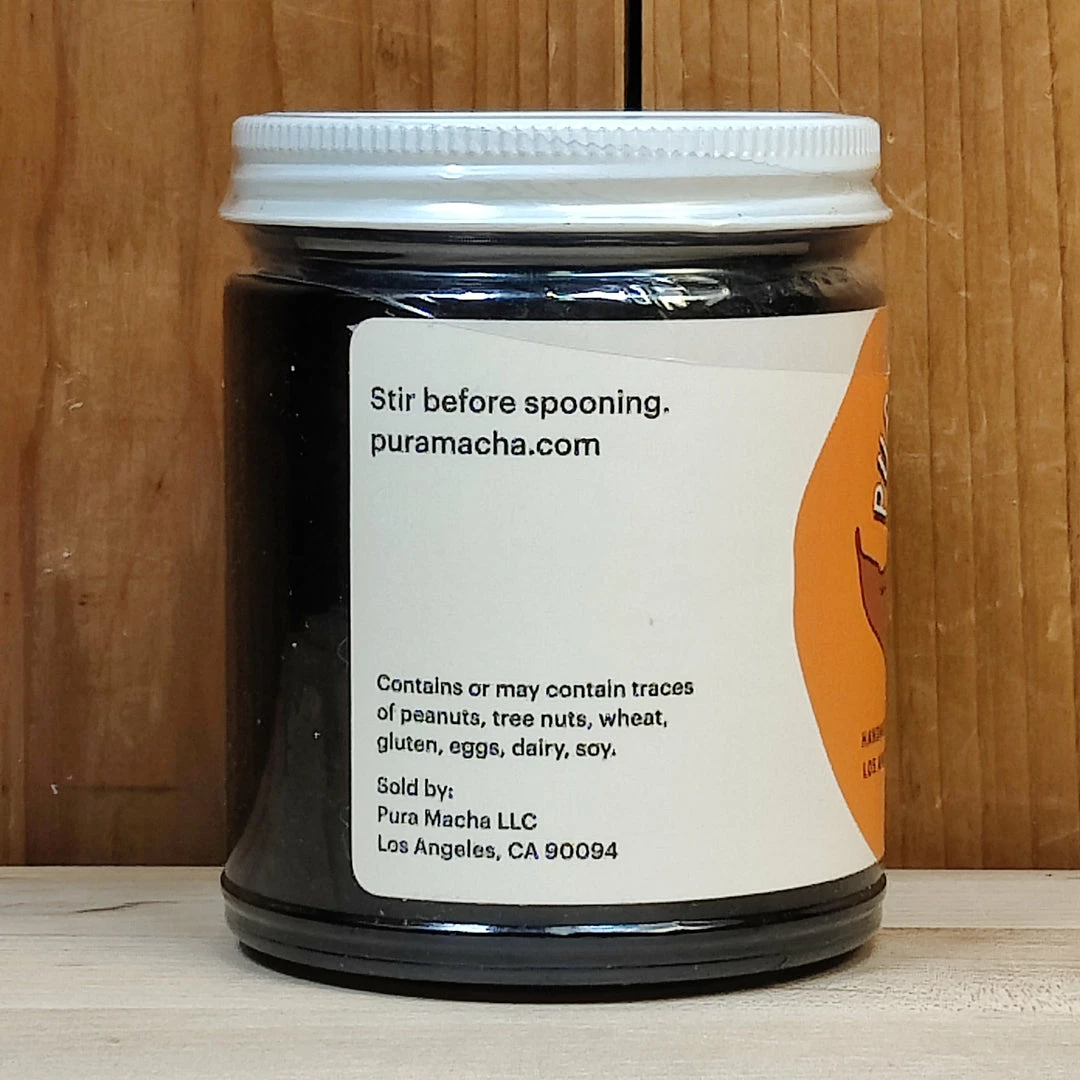 Stir before spooning.
puramacha.com
Contains or may contain traces
of peanuts, tree nuts, wheat,
gluten, eggs, dairy, soy.
Sold by:
Pura Macha LLC
Los Angeles, CA 90094